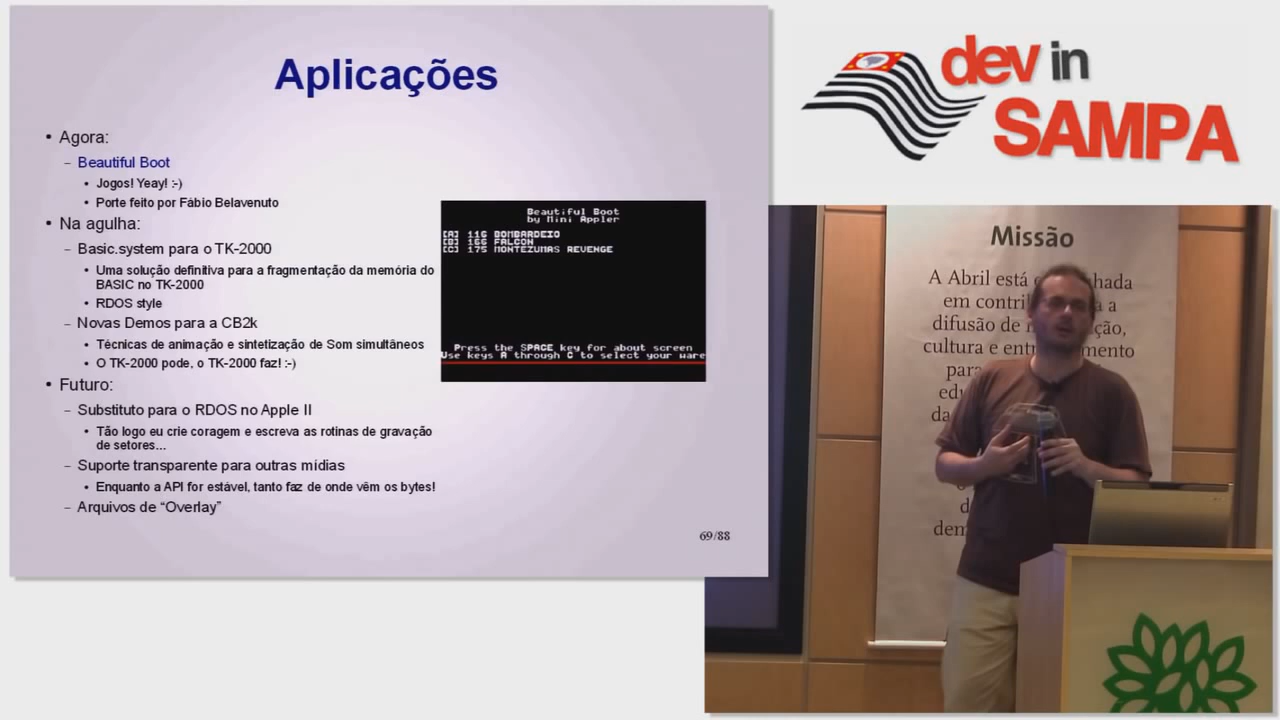 Aplicações
• Agora:
– Beautiful Boot
• Jogos! Yeay! :-)
• Porte feito por Fábio Belavenuto
• Na agulha:
– Basic.system para o TK-2000
• Uma solução definitiva para a fragmentação da memória do
BASIC no TK-2000
• RDOS style
– Novas Demos para a CB2k
• Técnicas de animação e sintetização de Som simultâneos
• O TK-2000 pode, o TK-2000 faz! :-)
• Futuro:
– Substituto para o RDOS no Apple II
• Tão logo eu crie coragem e escreva as rotinas de gravação
de setores...
– Suporte transparente para outras mídias
• Enquanto a API for estável, tanto faz de onde vêm os bytes!
– Arquivos de “Overlay”
69/88
Beautiful Boot
by Mini Appler
[A] 116 BOMBARDEIO
[B] 166 FALCON
[C] 175 MONTEZUMAS REVENGE
Press the SPACE key for about screen
Use keys A through C to select your ware
dev in
SAMPA
Missão
A Abril está
em contri a a
difusão de
cultura e
para
da